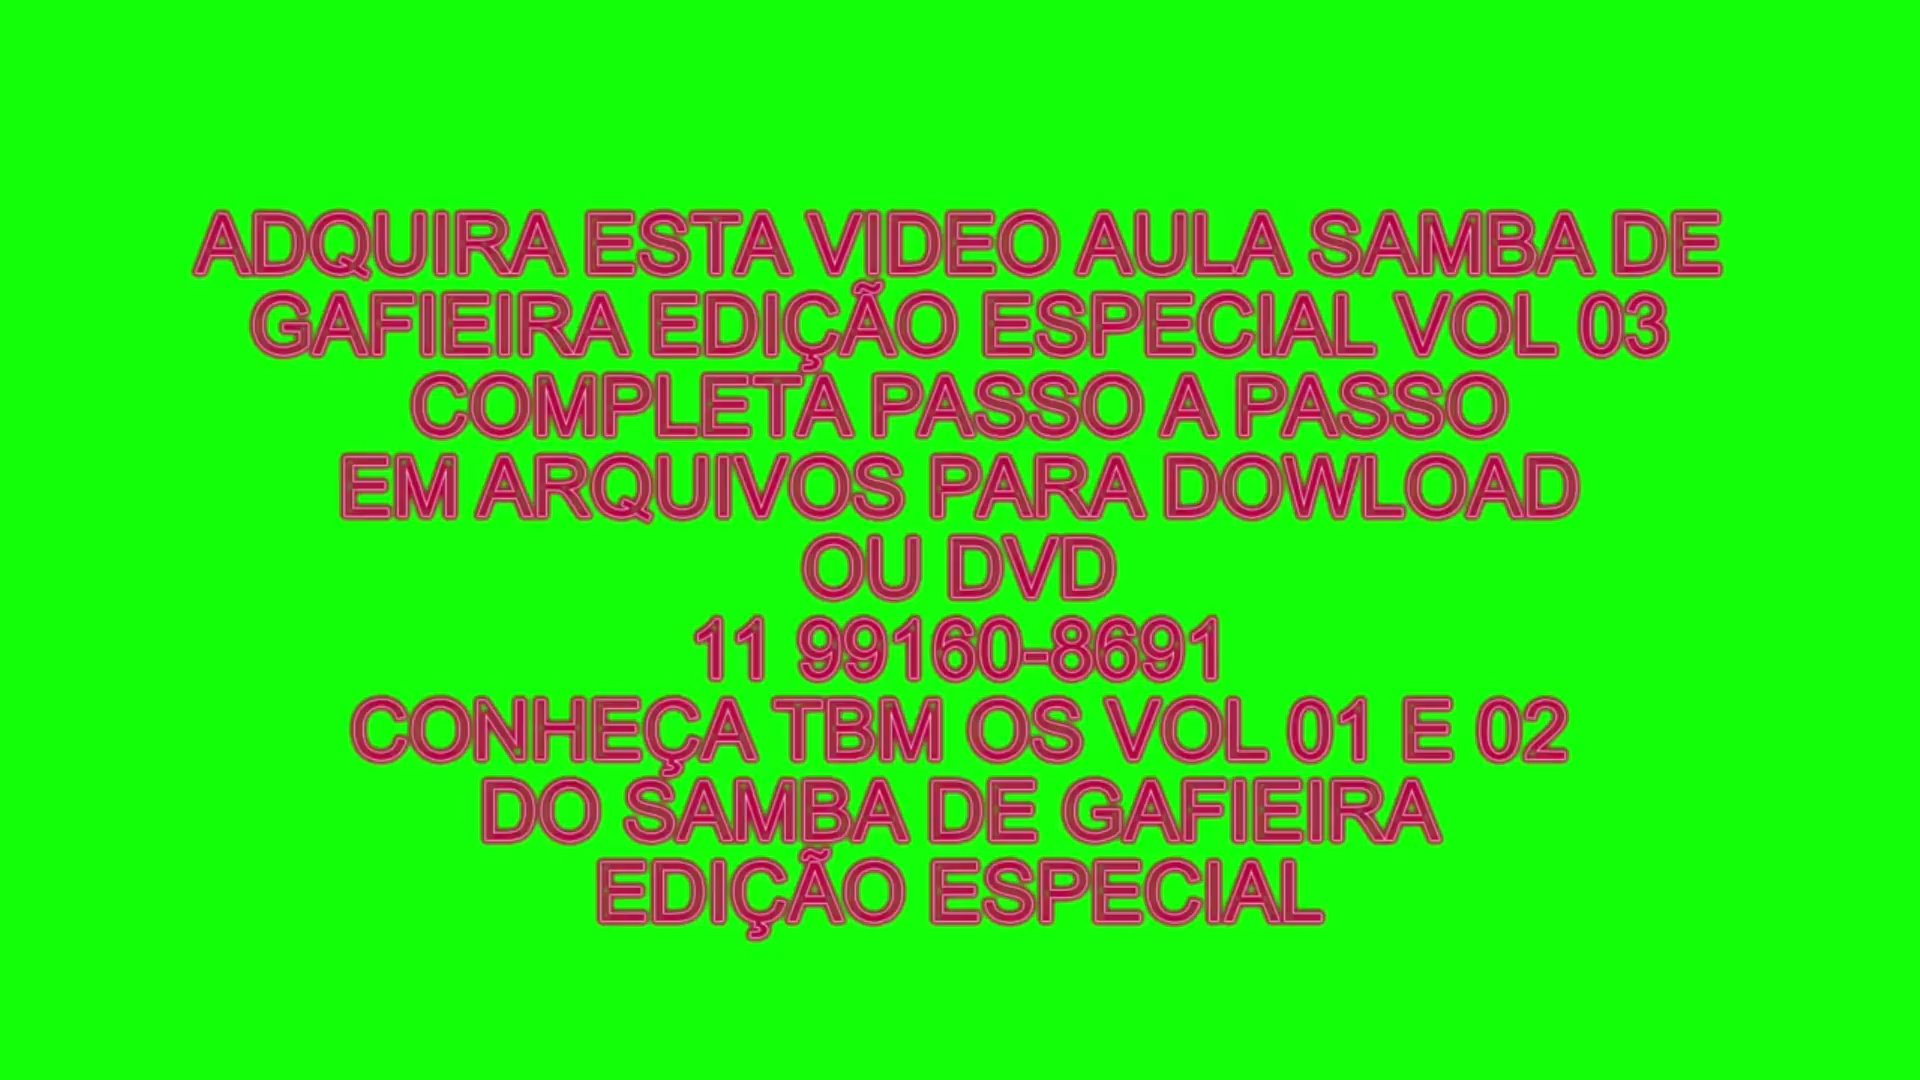 ADQUIRA ESTA VIDEO AULA SAMBA DE
GAFIEIRA EDIÇÃO ESPECIAL VOL 03
COMPLETA PASSO A PASSO
EM ARQUIVOS PARA DOWLOAD
OU DVD
11 99160-8691
CONHEÇA TBM OS VOL 01 E 02
DO SAMBA DE GAFIEIRA
EDIÇÃO ESPECIAL